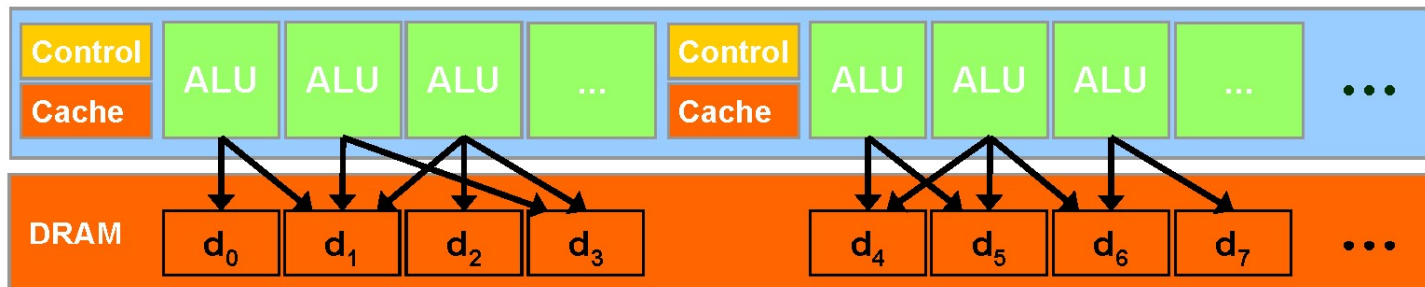 Control ALU ALU ALU ... Control ALU ALU ALU ... ...
Cache Cache
DRAM d₀ d₁ d₂ d₃ d₄ d₅ d₆ d₇ ...